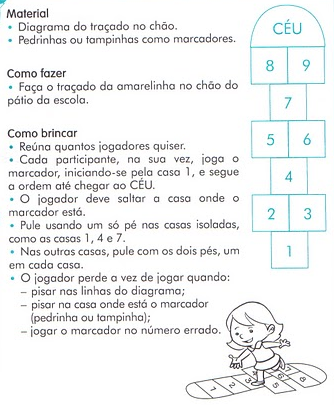 Material
• Diagrama do traçado no chão.
• Pedrinhas ou tampinhas como marcadores.
Como fazer
• Faça o traçado da amarelinha no chão do
pátio da escola.
Como brincar
• Reúna quantos jogadores quiser.
• Cada participante, na sua vez, joga o
marcador, iniciando-se pela casa 1, e segue
a ordem até chegar ao CÉU.
• O jogador deve saltar a casa onde o
marcador está.
• Pule usando um só pé nas casas isoladas,
como as casas 1, 4 e 7.
• Nas outras casas, pule com os dois pés, um
em cada casa.
• O jogador perde a vez de jogar quando:
– pisar nas linhas do diagrama;
– pisar na casa onde está o marcador
(pedrinha ou tampinha);
– jogar o marcador no número errado.
CÉU
8 9
7
5 6
4
2 3
1